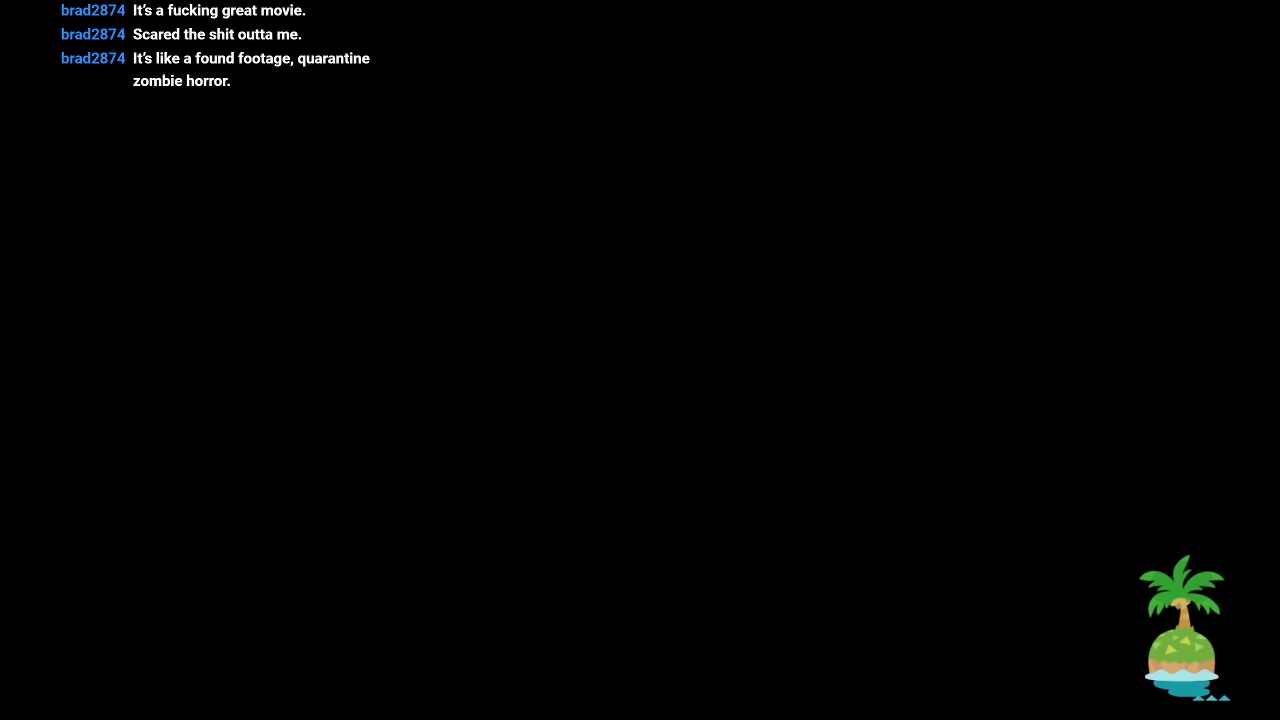 brad2874 It’s a fucking great movie.
brad2874 Scared the shit outta me.
brad2874 It’s like a found footage, quarantine
zombie horror.